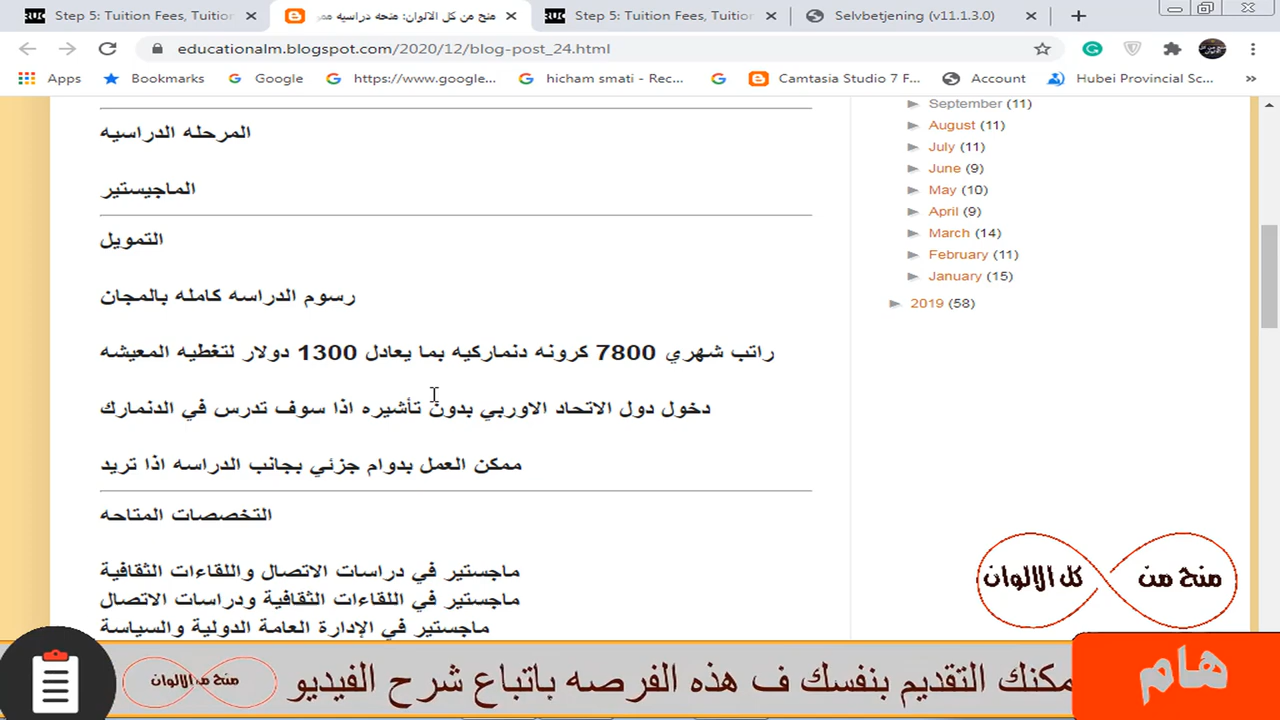 Step 5: Tuition Fees, Tuition
منح من كل الالوان: منحه دراسيه ممو
Step 5: Tuition Fees, Tuition
Selvbetjening (v11.1.3.0)
educationalm.blogspot.com/2020/12/blog-post_24.html
Apps
Bookmarks
Google
https://www.google...
hicham smati - Rec...
Camtasia Studio 7 F...
Account
Hubei Provincial Sc...
المرحله الدراسيه
الماجيستير
التمويل
رسوم الدراسه كامله بالمجان
راتب شهري 7800 كرونه دنماركيه بما يعادل 1300 دولار لتغطيه المعيشه
دخول دول الاتحاد الاوربي بدون تأشيره اذا سوف تدرس في الدنمارك
ممكن العمل بدوام جزئي بجانب الدراسه اذا تريد
التخصصات المتاحه
ماجستير في دراسات الاتصال واللقاءات الثقافية
ماجستير في اللقاءات الثقافية ودراسات الاتصال
ماجستير في الإدارة العامة الدولية والسياسة
September (11)
August (11)
July (11)
June (9)
May (10)
April (9)
March (14)
February (11)
January (15)
2019 (58)
منح من كل الالوان
هام
مكنك التقديم بنفسك ف هذه الفرصه باتباع شرح الفيديو
منح من كل الالوان